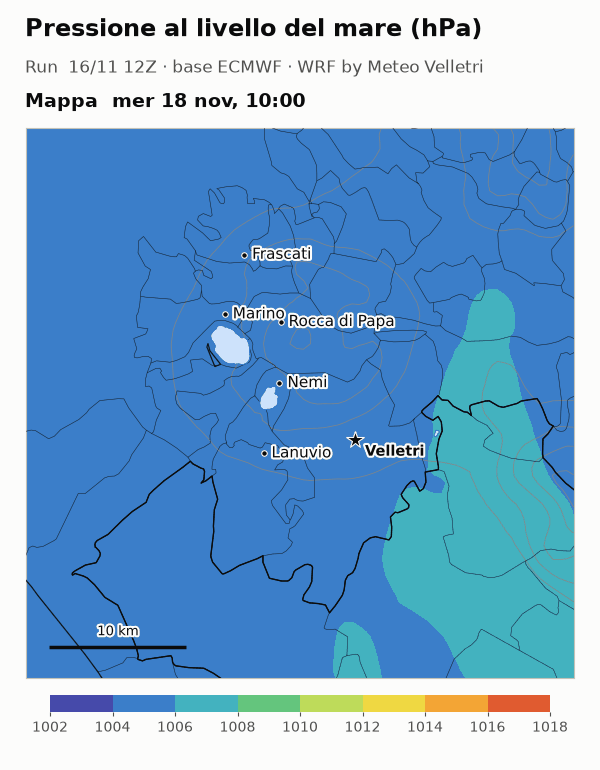 Pressione al livello del mare (hPa)
Run  16/11 12Z · base ECMWF · WRF by Meteo Velletri
Mappa  mer 18 nov, 10:00
Frascati
Marino
Rocca di Papa
Nemi
Velletri
Lanuvio
10 km
1002 1004 1006 1008 1010 1012 1014 1016 1018